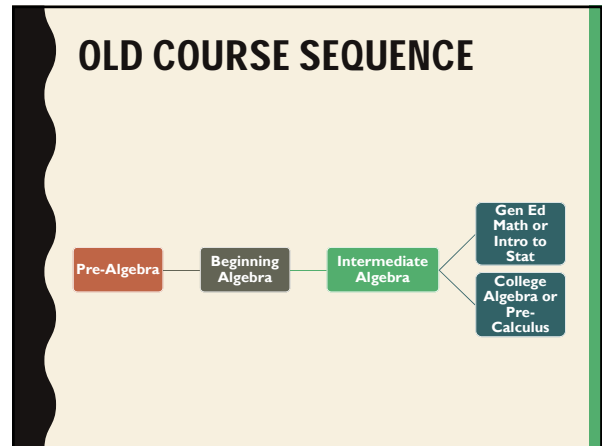 OLD COURSE SEQUENCE
Pre-Algebra
Beginning
Algebra
Intermediate
Algebra
Gen Ed
Math or
Intro to
Stat
College
Algebra or
Pre-
Calculus